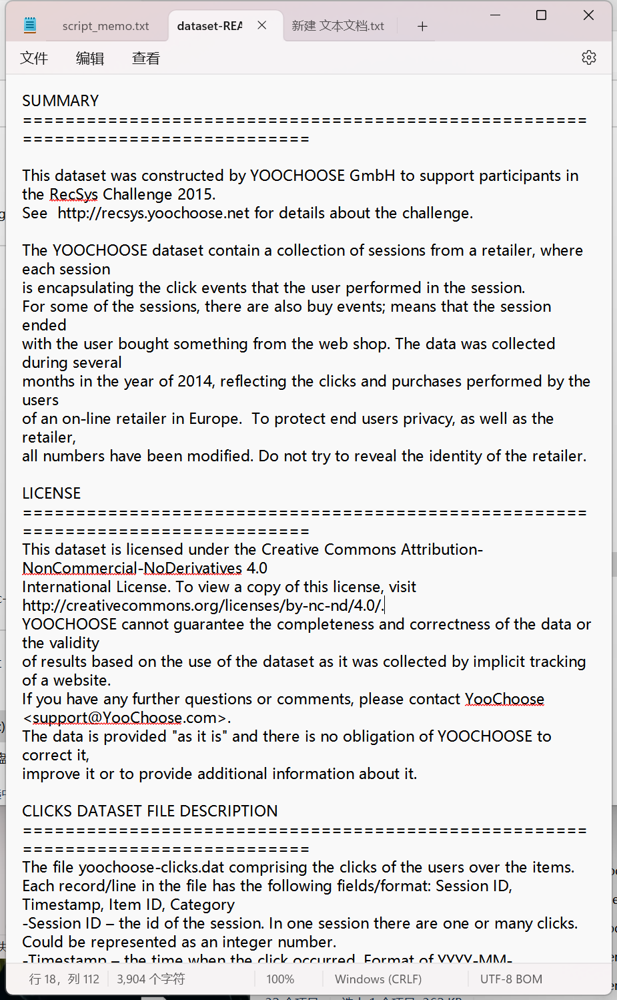 script_memo.txt
dataset-REA
新建 文本文档.txt
文件 编辑 查看
SUMMARY
=====================================================
===========================
This dataset was constructed by YOOCHOOSE GmbH to support participants in
the RecSys Challenge 2015.
See  http://recsys.yoochoose.net for details about the challenge.
The YOOCHOOSE dataset contain a collection of sessions from a retailer, where
each session
is encapsulating the click events that the user performed in the session.
For some of the sessions, there are also buy events; means that the session
ended
with the user bought something from the web shop. The data was collected
during several
months in the year of 2014, reflecting the clicks and purchases performed by the
users
of an on-line retailer in Europe.  To protect end users privacy, as well as the
retailer,
all numbers have been modified. Do not try to reveal the identity of the retailer.
LICENSE
=====================================================
===========================
This dataset is licensed under the Creative Commons Attribution-
NonCommercial-NoDerivatives 4.0
International License. To view a copy of this license, visit
http://creativecommons.org/licenses/by-nc-nd/4.0/.
YOOCHOOSE cannot guarantee the completeness and correctness of the data or
the validity
of results based on the use of the dataset as it was collected by implicit tracking
of a website.
If you have any further questions or comments, please contact YooChoose
<support@YooChoose.com>.
The data is provided "as it is" and there is no obligation of YOOCHOOSE to
correct it,
improve it or to provide additional information about it.
CLICKS DATASET FILE DESCRIPTION
=====================================================
===========================
The file yoochoose-clicks.dat comprising the clicks of the users over the items.
Each record/line in the file has the following fields/format: Session ID,
Timestamp, Item ID, Category
-Session ID – the id of the session. In one session there are one or many clicks.
Could be represented as an integer number.
-Timestamp – the time when the click occurred. Format of YYYY-MM-
行 18，列 112 3,904 个字符 100% Windows (CRLF) UTF-8 BOM